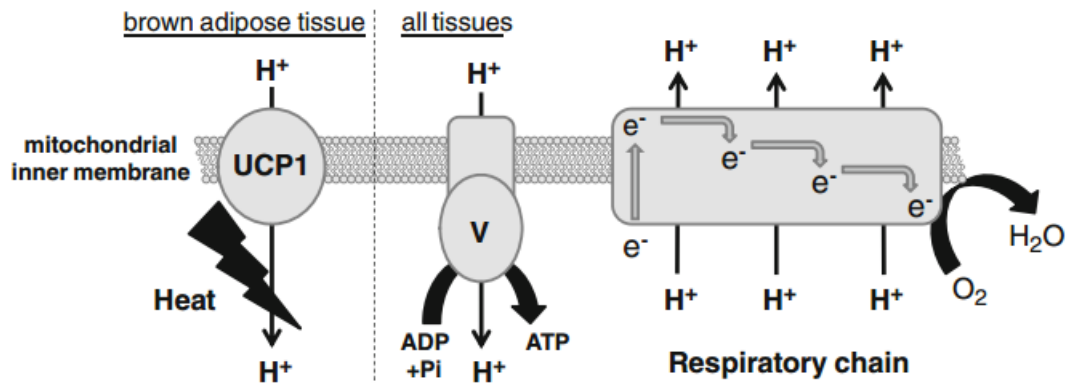 brown adipose tissue
all tissues
H⁺
H⁺
H⁺ H⁺ H⁺
mitochondrial
inner membrane
UCP1
V
e⁻
e⁻
e⁻
e⁻
e⁻
H₂O
O₂
Heat
H⁺ H⁺ H⁺
ADP
+Pi
ATP
H⁺
H⁺
Respiratory chain